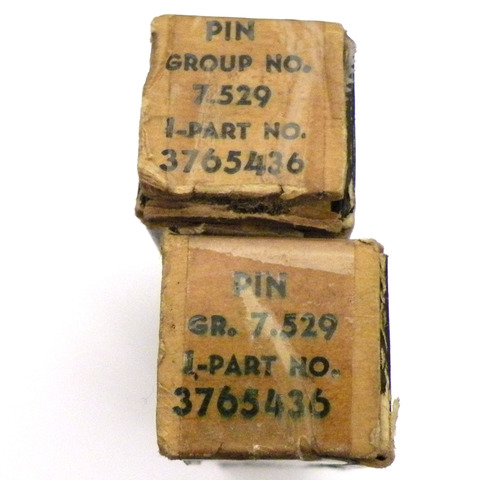 PIN
GROUP NO.
7.529
1-PART NO.
3765436
PIN
GR. 7.529
1-PART NO.
3765436